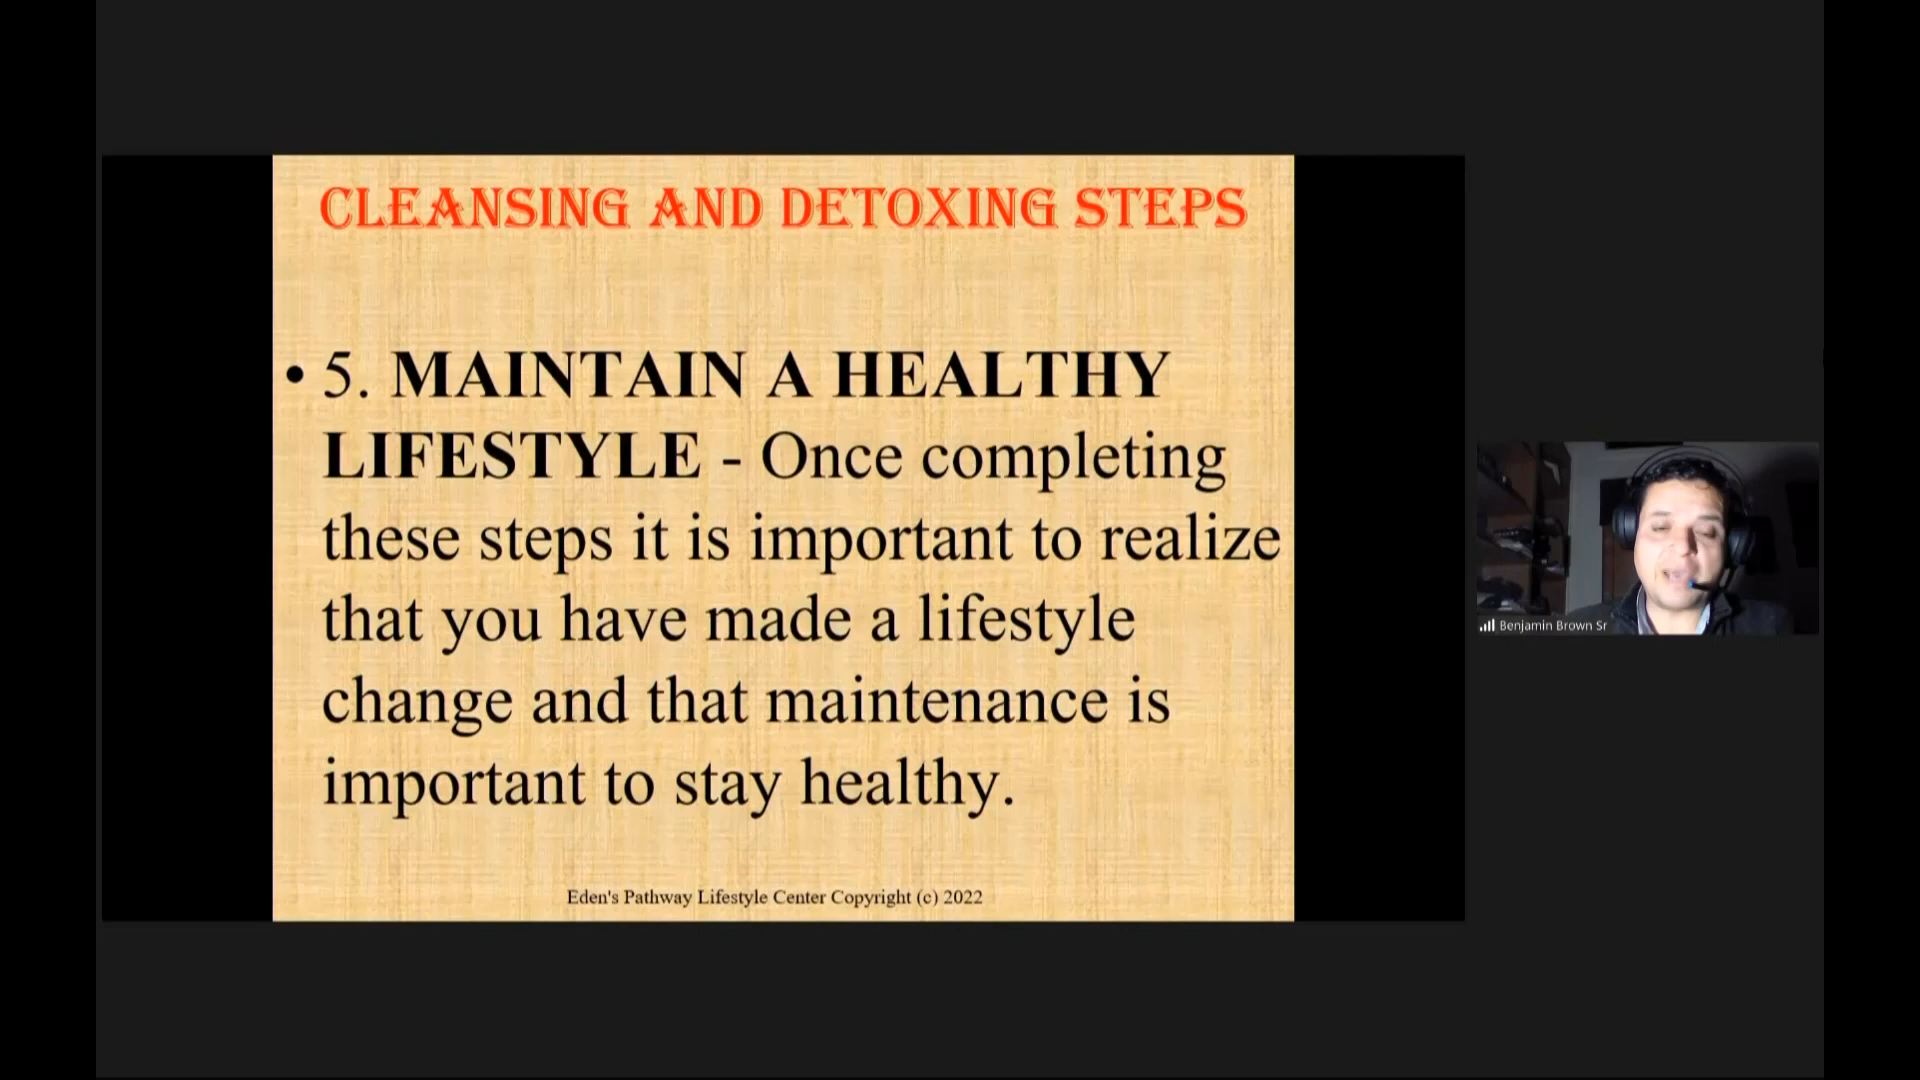 CLEANSING AND DETOXING STEPS
• 5. MAINTAIN A HEALTHY
LIFESTYLE - Once completing
these steps it is important to realize
that you have made a lifestyle
change and that maintenance is
important to stay healthy.
Eden's Pathway Lifestyle Center Copyright (c) 2022
Benjamin Brown Sr